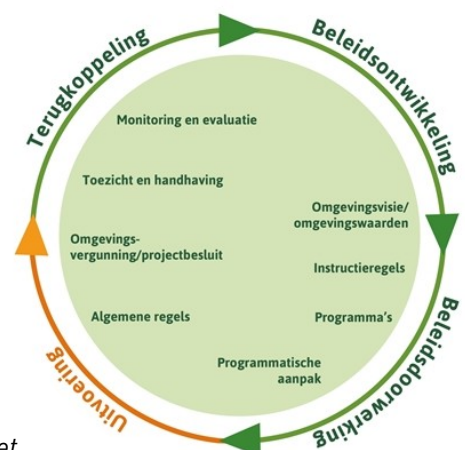 Terugkoppeling
Beleidsontwikkeling
Monitoring en evaluatie
Toezicht en handhaving
Omgevingsvisie/
omgevingswaarden
Omgevings-
vergunning/projectbesluit
Instructieregels
Algemene regels
Programma's
Programmatische
aanpak
Uitvoering
Beleidsdoorwerking
et